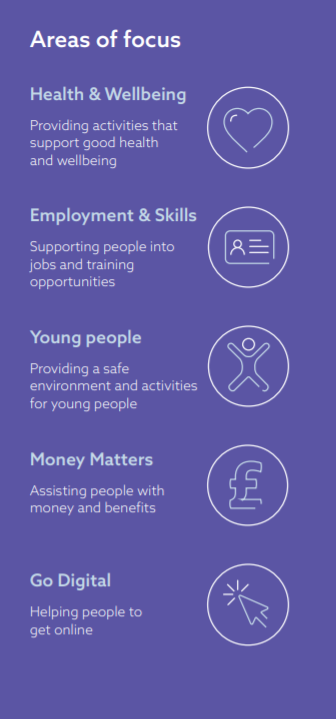 Areas of focus
Health & Wellbeing
Providing activities that
support good health
and wellbeing
Employment & Skills
Supporting people into
jobs and training
opportunities
Young people
Providing a safe
environment and activities
for young people
Money Matters
Assisting people with
money and benefits
£
Go Digital
Helping people to
get online